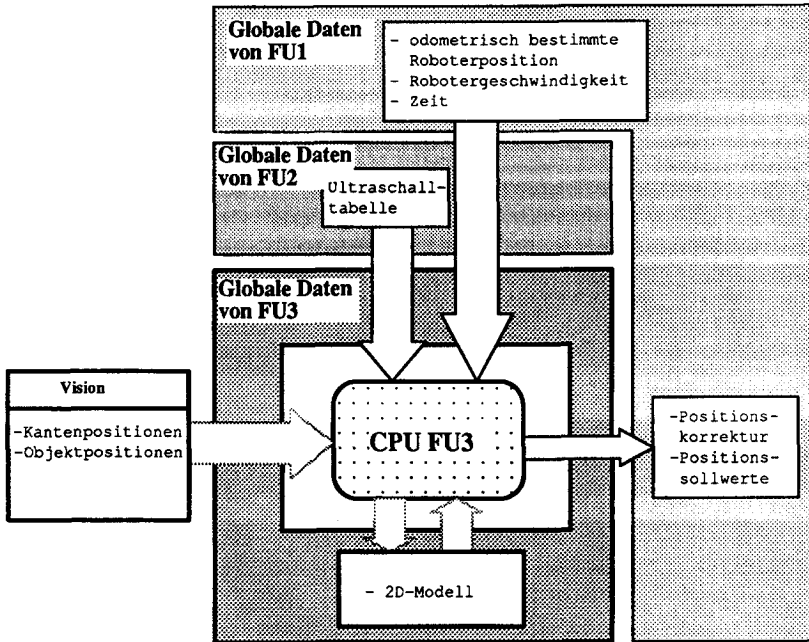 Globale Daten
von FU1
- odometrisch bestimmte
Roboterposition
- Robotergeschwindigkeit
- Zeit
Globale Daten
von FU2
Ultraschall-
tabelle
Globale Daten
von FU3
Vision
-Kantenpositionen
-Objektpositionen
CPU FU3
-Positions-
korrektur
-Positions-
sollwerte
- 2D-Modell